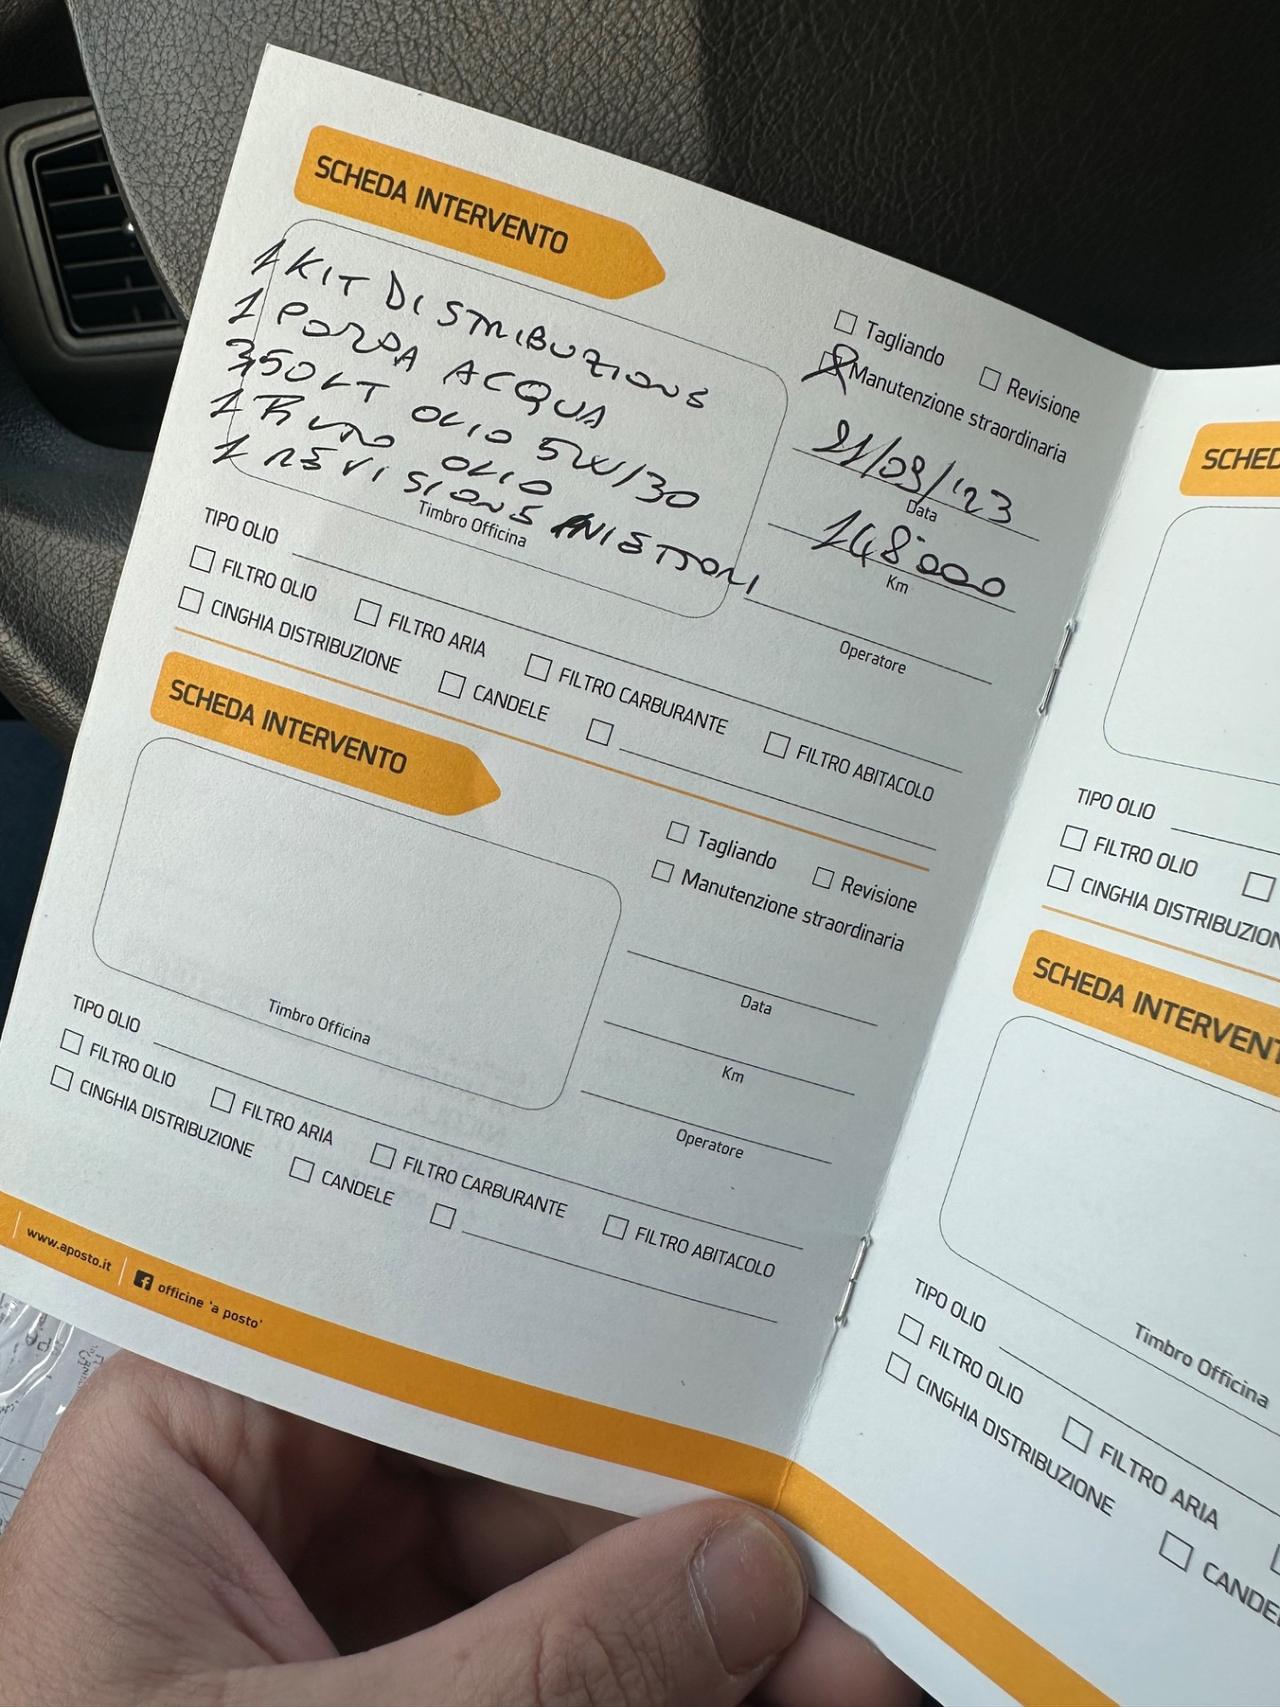 SCHEDA INTERVENTO
1 KIT DISTRIBUZIONE
1 POMPA ACQUA
3,50 LT OLIO 5W/30
1 FILTRO OLIO
1 REVISIONE INIETTORI
Timbro Officina
Tagliando
Revisione
Manutenzione straordinaria
21/09/'23
Data
148'000
Km
Operatore
TIPO OLIO
FILTRO OLIO
FILTRO ARIA
FILTRO CARBURANTE
FILTRO ABITACOLO
CINGHIA DISTRIBUZIONE
CANDELE
SCHEDA INTERVENTO
Timbro Officina
Tagliando
Revisione
Manutenzione straordinaria
Data
Km
Operatore
TIPO OLIO
FILTRO OLIO
FILTRO ARIA
FILTRO CARBURANTE
FILTRO ABITACOLO
CINGHIA DISTRIBUZIONE
CANDELE
www.aposto.it
officine 'a posto'
SCHED
TIPO OLIO
FILTRO OLIO
CINGHIA DISTRIBUZION
SCHEDA INTERVENT
Timbro Officina
TIPO OLIO
FILTRO OLIO
FILTRO ARIA
CINGHIA DISTRIBUZIONE
CANDE